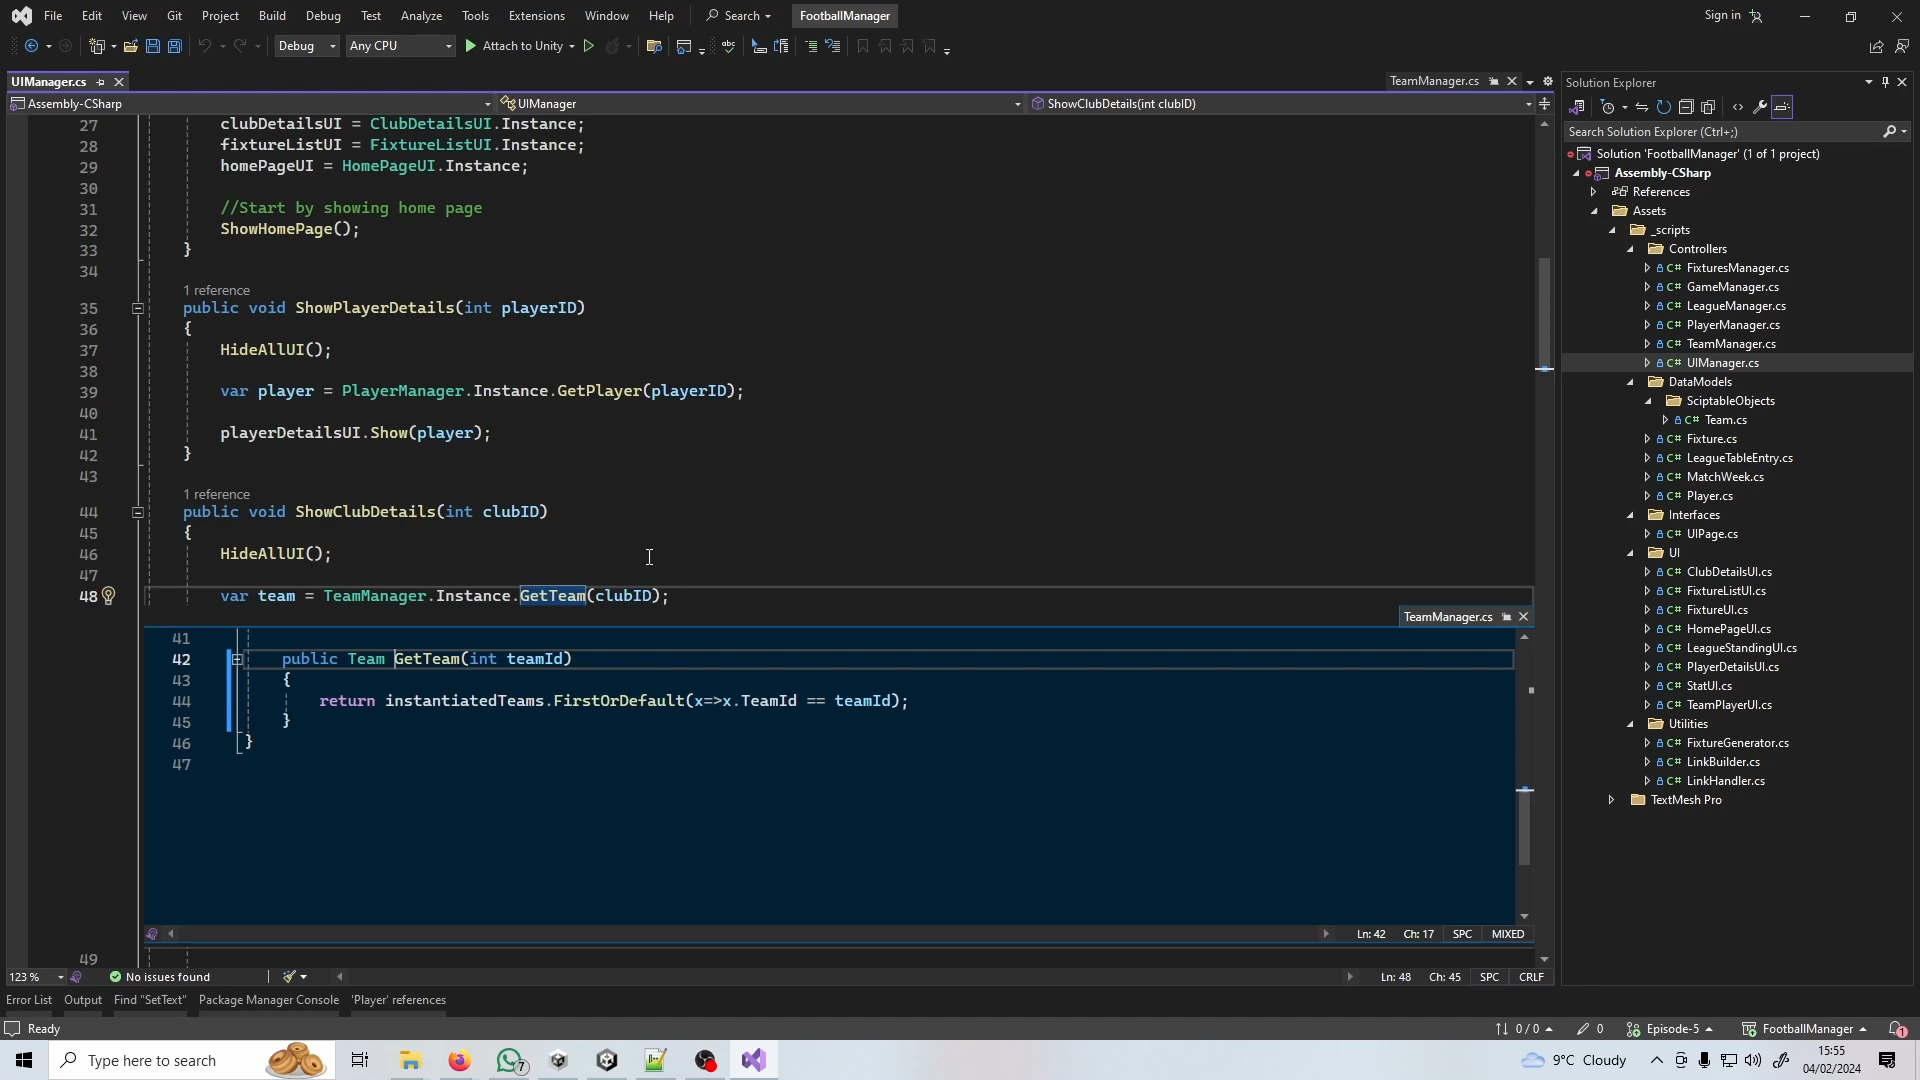 File Edit View Git Project Build Debug Test Analyze Tools Extensions Window Help Search FootballManager Sign in
Debug Any CPU Attach to Unity
UIManager.cs TeamManager.cs
Assembly-CSharp UIManager ShowClubDetails(int clubID)
27 clubDetailsUI = ClubDetailsUI.Instance;
28 fixtureListUI = FixtureListUI.Instance;
29 homePageUI = HomePageUI.Instance;
30
31 //Start by showing home page
32 ShowHomePage();
33 }
34
1 reference
35 public void ShowPlayerDetails(int playerID)
36 {
37 HideAllUI();
38
39 var player = PlayerManager.Instance.GetPlayer(playerID);
40
41 playerDetailsUI.Show(player);
42 }
43
1 reference
44 public void ShowClubDetails(int clubID)
45 {
46 HideAllUI();
47
48 var team = TeamManager.Instance.GetTeam(clubID);
TeamManager.cs
41
42 public Team GetTeam(int teamId)
43 {
44 return instantiatedTeams.FirstOrDefault(x=>x.TeamId == teamId);
45 }
46 }
47
Ln: 42 Ch: 17 SPC MIXED
49
123 % No issues found Ln: 48 Ch: 45 SPC CRLF
Error List Output Find "SetText" Package Manager Console 'Player' references
Ready 0 / 0 0 Episode-5 FootballManager 1
Solution Explorer
Search Solution Explorer (Ctrl+;)
Solution 'FootballManager' (1 of 1 project)
Assembly-CSharp
References
Assets
_scripts
Controllers
C# FixturesManager.cs
C# GameManager.cs
C# LeagueManager.cs
C# PlayerManager.cs
C# TeamManager.cs
C# UIManager.cs
DataModels
SciptableObjects
C# Team.cs
C# Fixture.cs
C# LeagueTableEntry.cs
C# MatchWeek.cs
C# Player.cs
Interfaces
C# UIPage.cs
UI
C# ClubDetailsUI.cs
C# FixtureListUI.cs
C# FixtureUI.cs
C# HomePageUI.cs
C# LeagueStandingUI.cs
C# PlayerDetailsUI.cs
C# StatUI.cs
C# TeamPlayerUI.cs
Utilities
C# FixtureGenerator.cs
C# LinkBuilder.cs
C# LinkHandler.cs
TextMesh Pro
Type here to search 7 9°C Cloudy 15:55
04/02/2024